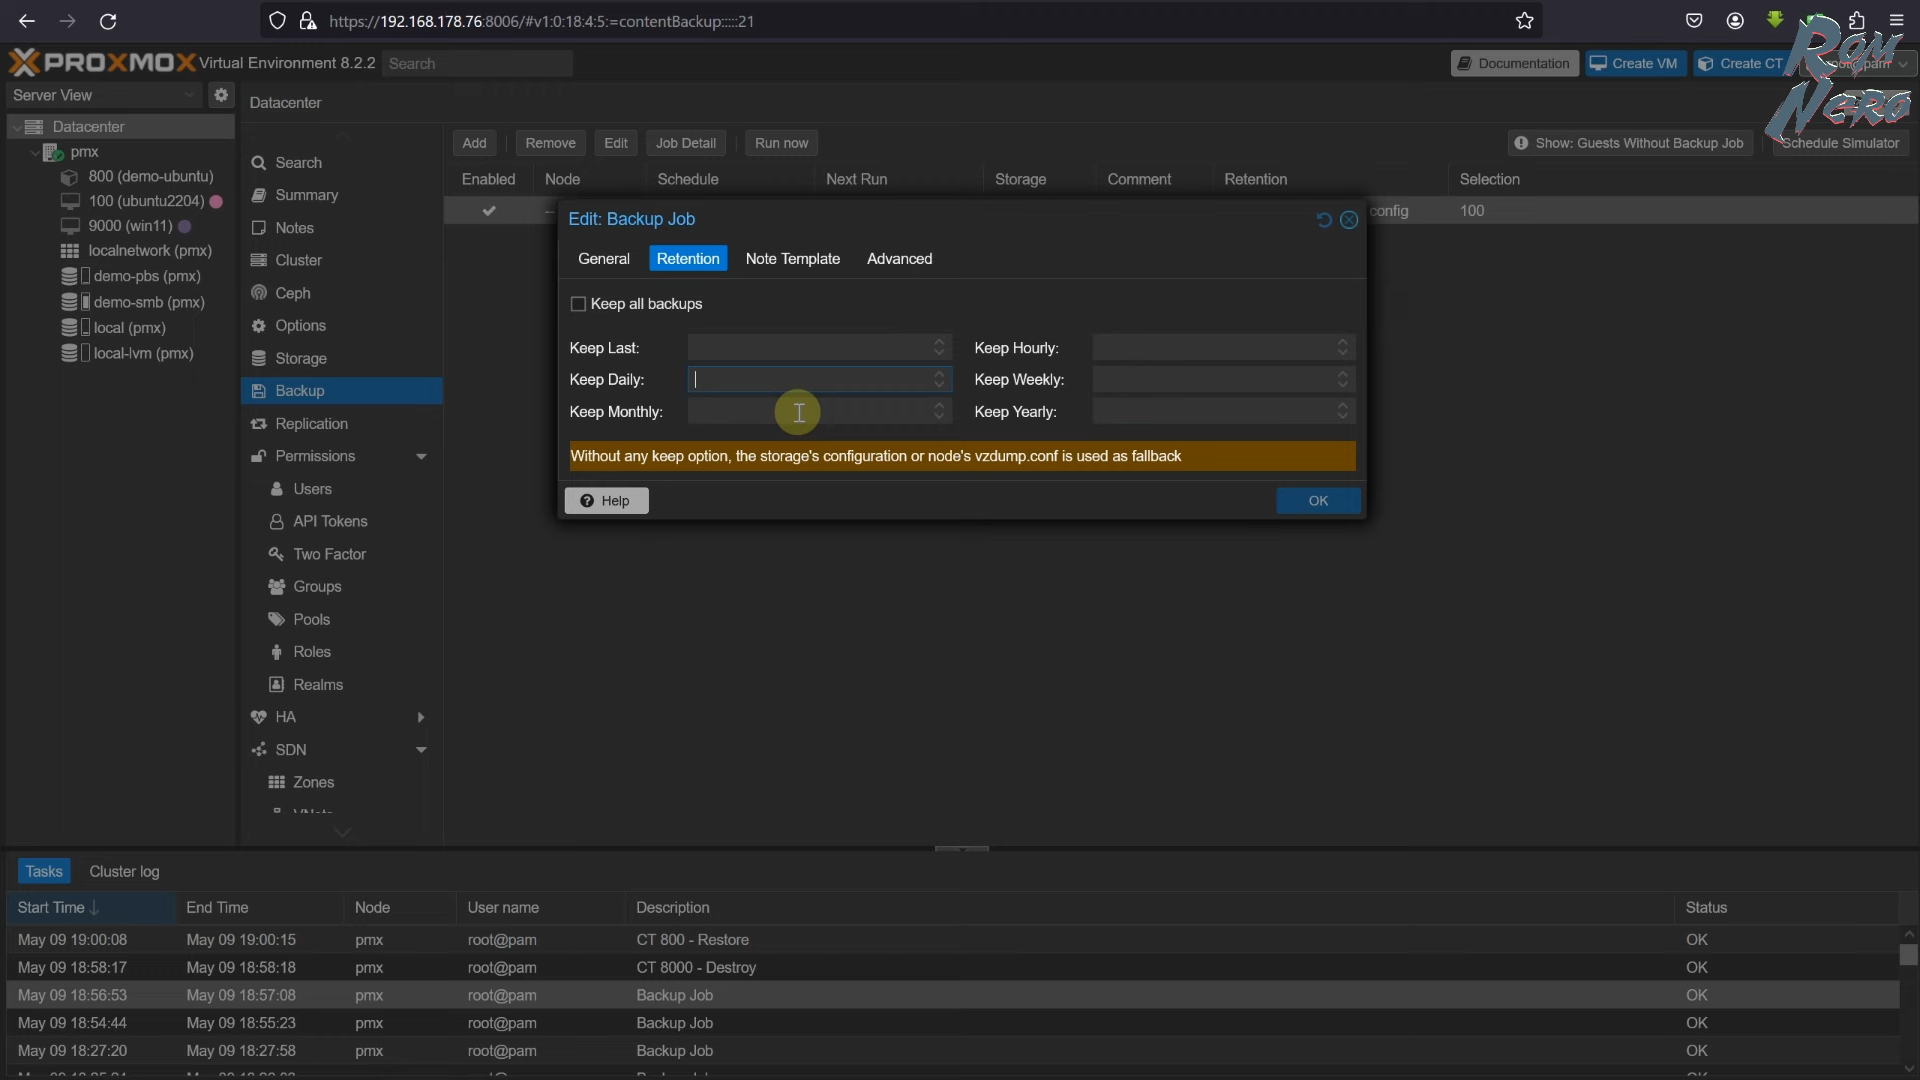 https://192.168.178.76:8006/#v1:0:18:4:5:=contentBackup:::::21
PROXMOX Virtual Environment 8.2.2 Search
Documentation Create VM Create CT
Rom
Nero
Server View
Datacenter
pmx
800 (demo-ubuntu)
100 (ubuntu2204)
9000 (win11)
localnetwork (pmx)
demo-pbs (pmx)
demo-smb (pmx)
local (pmx)
local-lvm (pmx)
Datacenter
Search
Summary
Notes
Cluster
Ceph
Options
Storage
Backup
Replication
Permissions
Users
API Tokens
Two Factor
Groups
Pools
Roles
Realms
HA
SDN
Zones
Add Remove Edit Job Detail Run now Show: Guests Without Backup Job Schedule Simulator
Enabled Node Schedule Next Run Storage Comment Retention Selection
-- config 100
Edit: Backup Job
General Retention Note Template Advanced
Keep all backups
Keep Last: Keep Hourly:
Keep Daily: Keep Weekly:
Keep Monthly: Keep Yearly:
Without any keep option, the storage's configuration or node's vzdump.conf is used as fallback
Help OK
Tasks Cluster log
Start Time End Time Node User name Description Status
May 09 19:00:08 May 09 19:00:15 pmx root@pam CT 800 - Restore OK
May 09 18:58:17 May 09 18:58:18 pmx root@pam CT 8000 - Destroy OK
May 09 18:56:53 May 09 18:57:08 pmx root@pam Backup Job OK
May 09 18:54:44 May 09 18:55:23 pmx root@pam Backup Job OK
May 09 18:27:20 May 09 18:27:58 pmx root@pam Backup Job OK